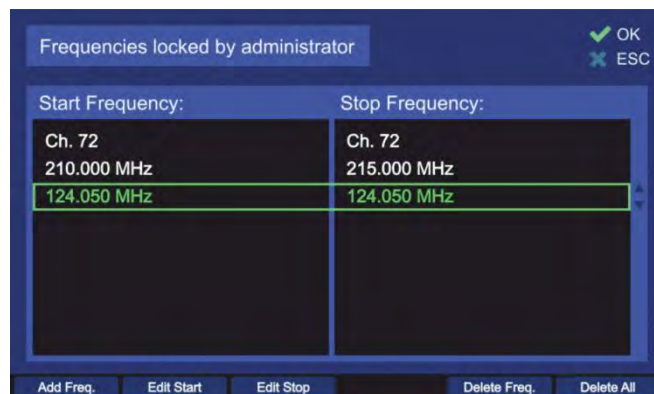 Frequencies locked by administrator
OK
ESC
Start Frequency: Stop Frequency:
Ch. 72 Ch. 72
210.000 MHz 215.000 MHz
124.050 MHz 124.050 MHz
Add Freq. Edit Start Edit Stop Delete Freq. Delete All